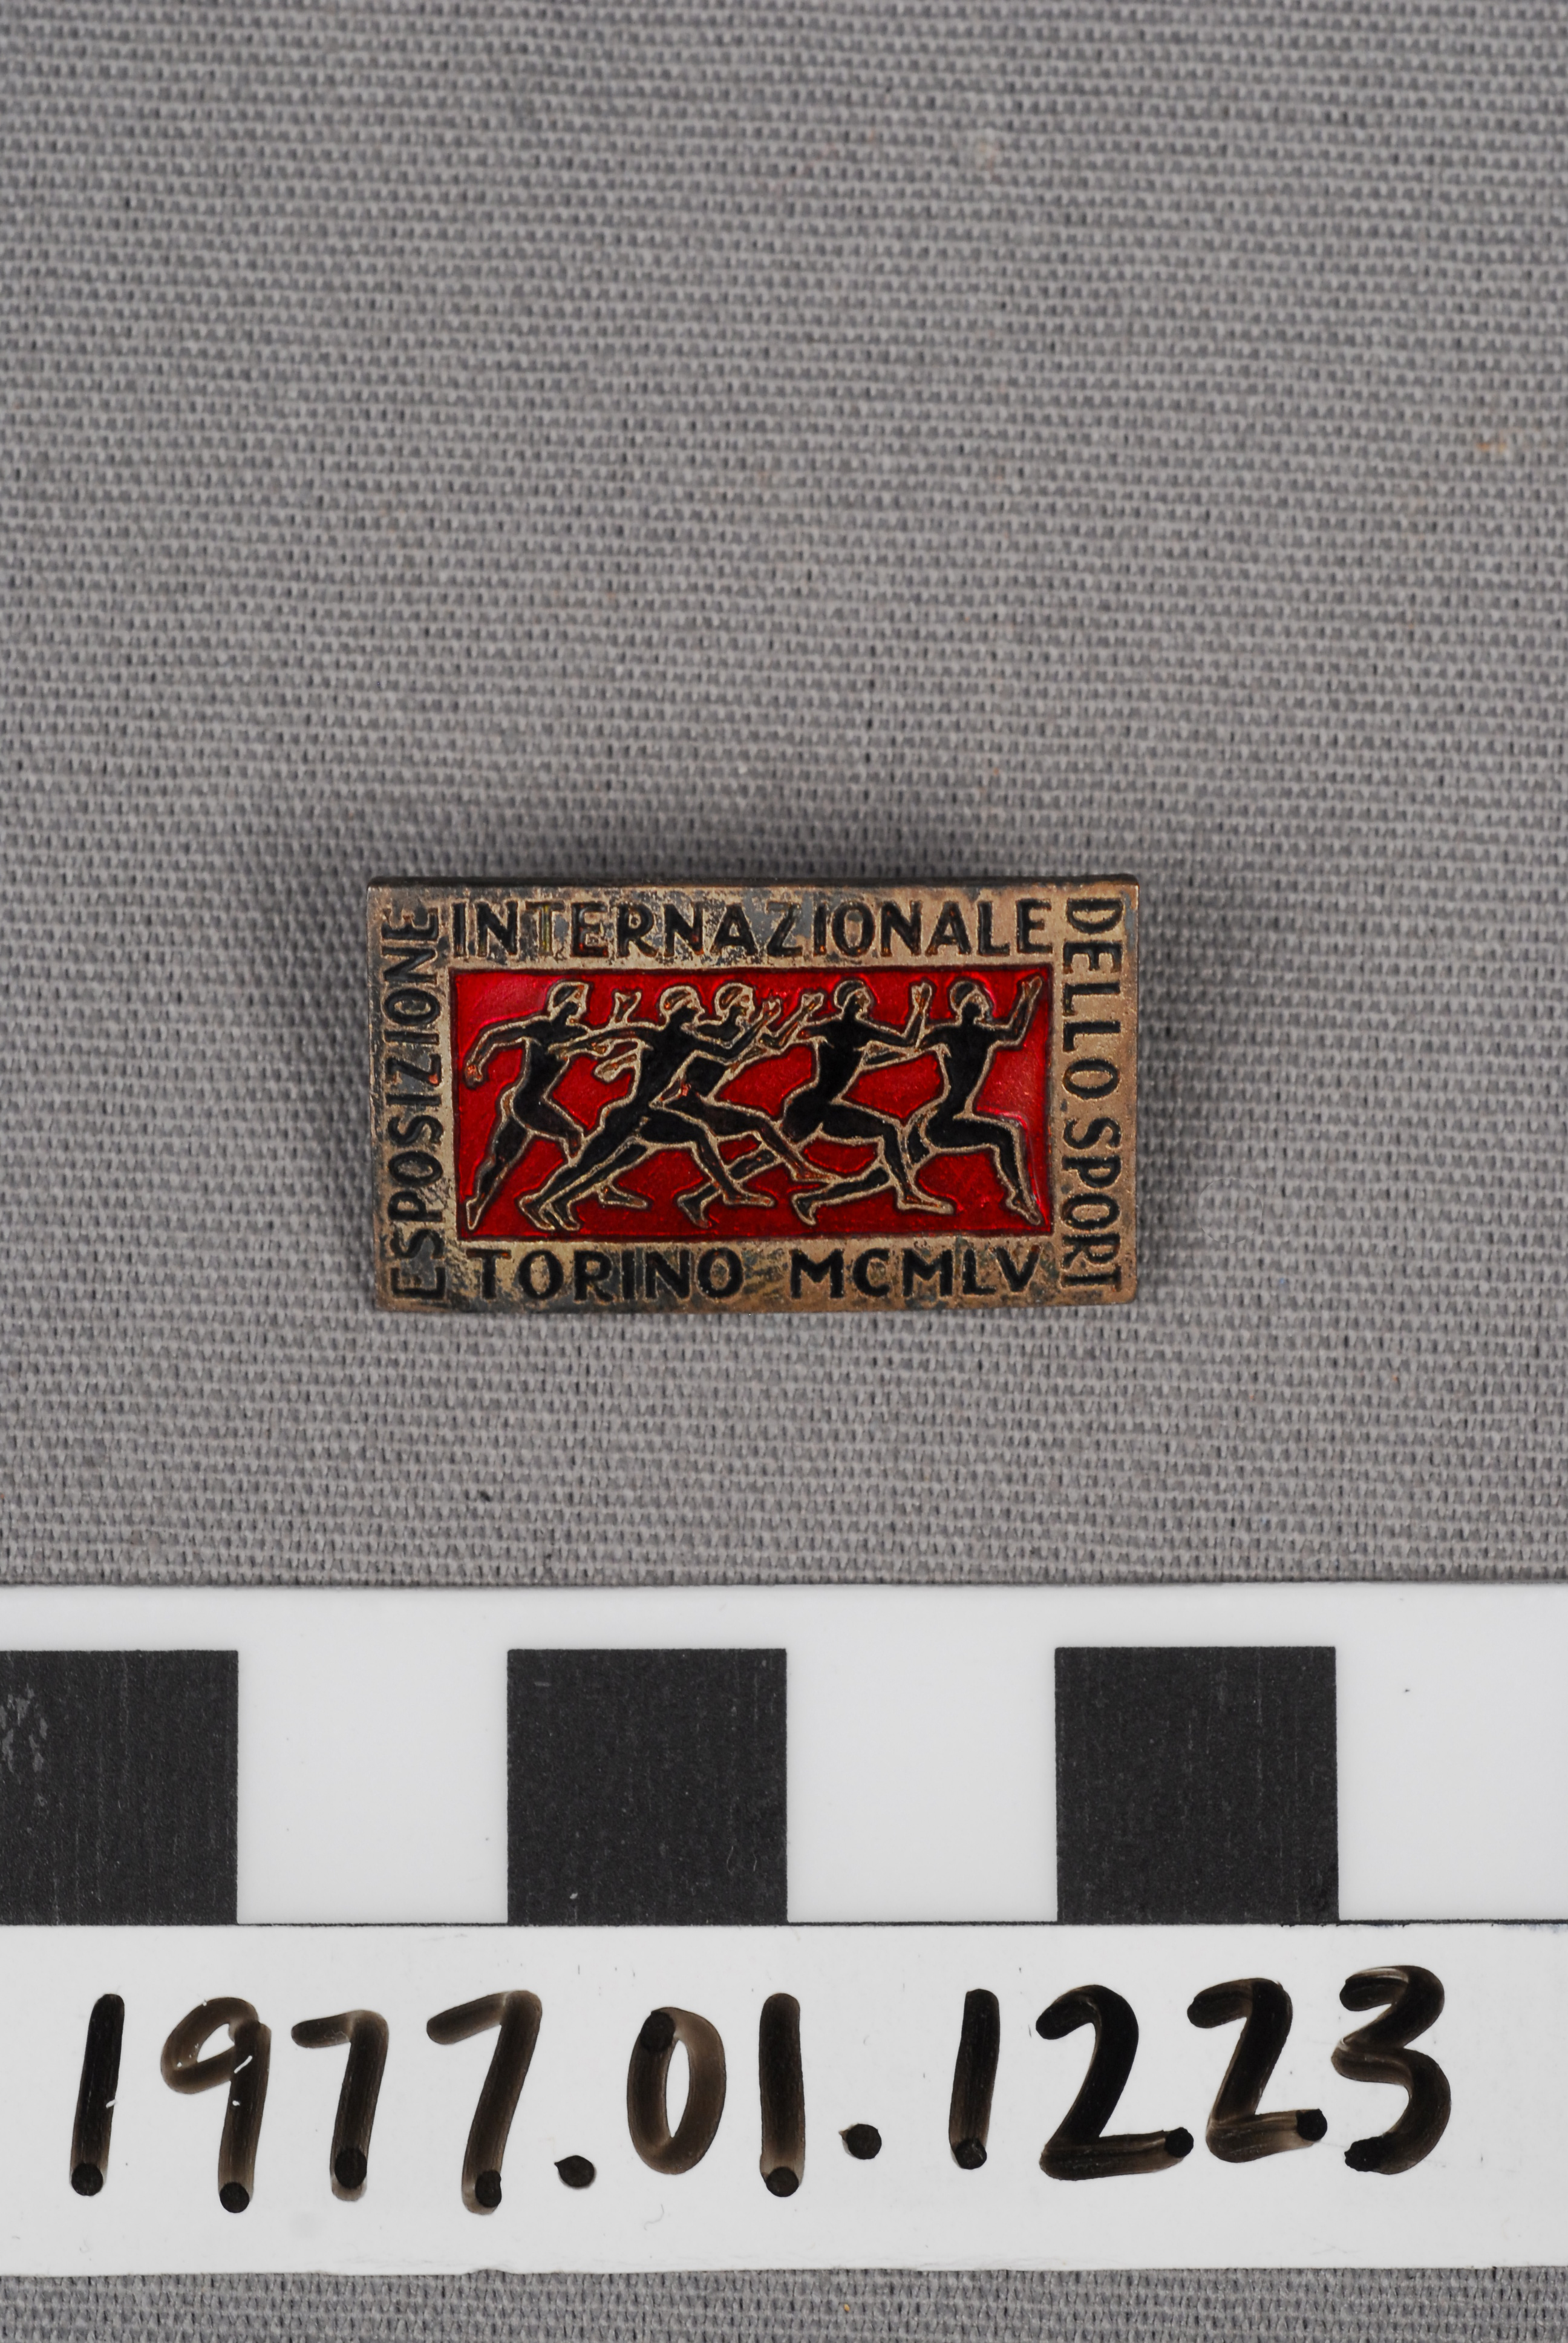 ESPOSIZIONE
INTERNAZIONALE
DELLO SPORT
TORINO MCMLV
1977.01.1223